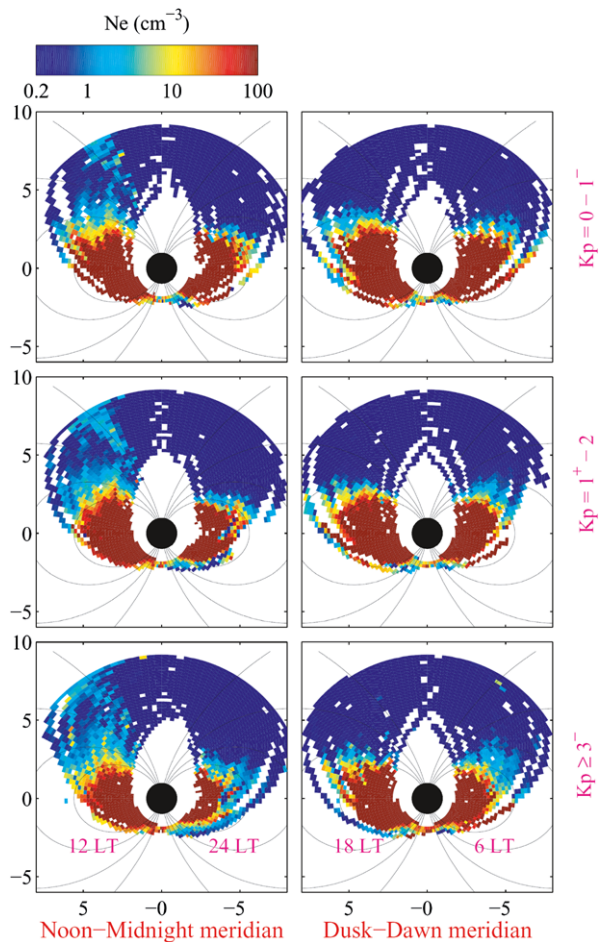 Ne (cm⁻³)
0.2 1 10 100
10
5
0
−5
Kp = 0 − 1⁻
10
5
0
−5
Kp = 1⁺ − 2
10
5
0
−5
Kp ≥ 3⁻
12 LT 24 LT 18 LT 6 LT
5 −0 −5 5 −0 −5
Noon−Midnight meridian Dusk−Dawn meridian